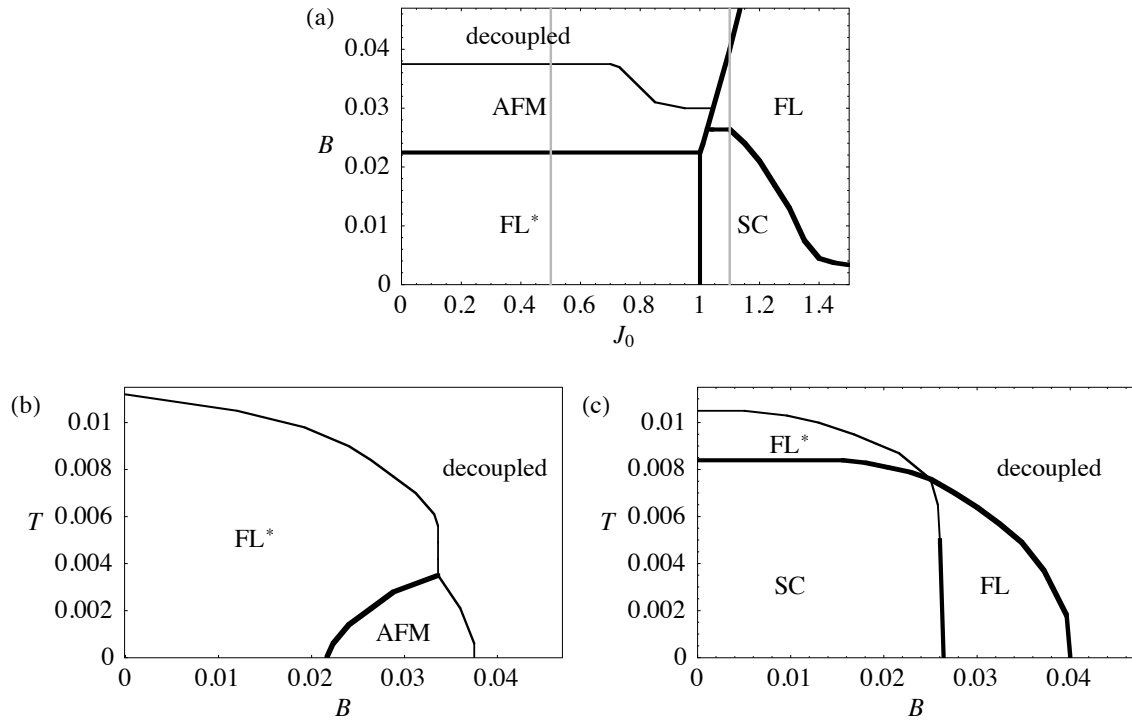 (a)
decoupled
0.04
AFM
FL
0.03
B
0.02
FL*
SC
0.01
0
0 0.2 0.4 0.6 0.8 1 1.2 1.4
J0
(b)
0.01
decoupled
0.008
T 0.006
FL*
0.004
0.002
AFM
0
0 0.01 0.02 0.03 0.04
B
(c)
0.01
FL*
decoupled
0.008
T 0.006
0.004
SC FL
0.002
0
0 0.01 0.02 0.03 0.04
B